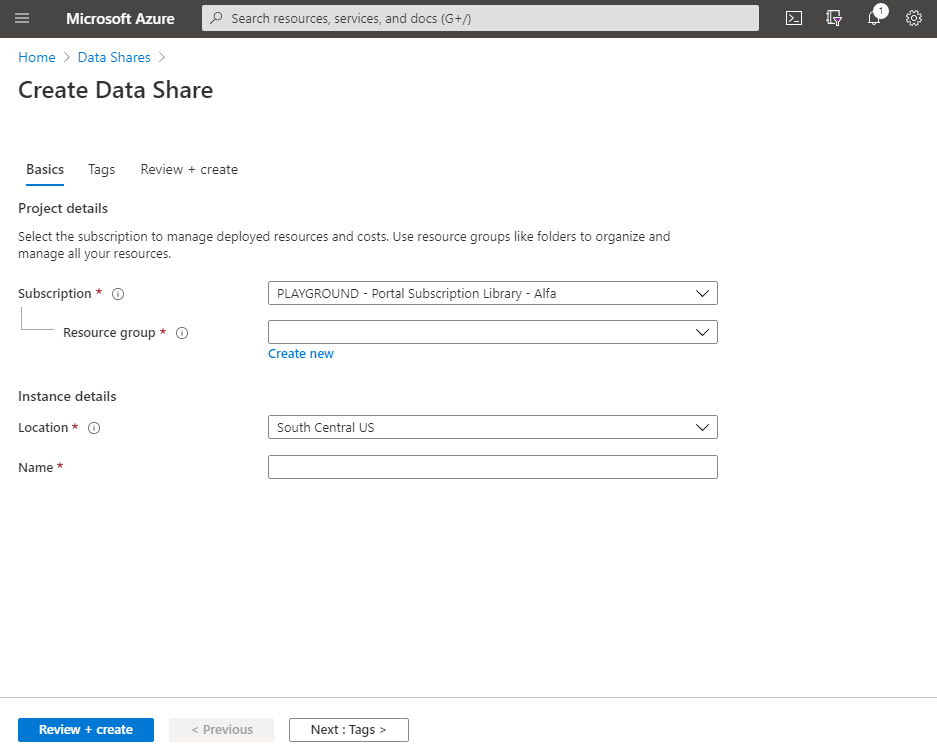 Microsoft Azure
Search resources, services, and docs (G+/)
1
Home > Data Shares >
Create Data Share
Basics Tags Review + create
Project details
Select the subscription to manage deployed resources and costs. Use resource groups like folders to organize and
manage all your resources.
Subscription *
PLAYGROUND - Portal Subscription Library - Alfa
Resource group *
Create new
Instance details
Location *
South Central US
Name *
Review + create
< Previous
Next : Tags >